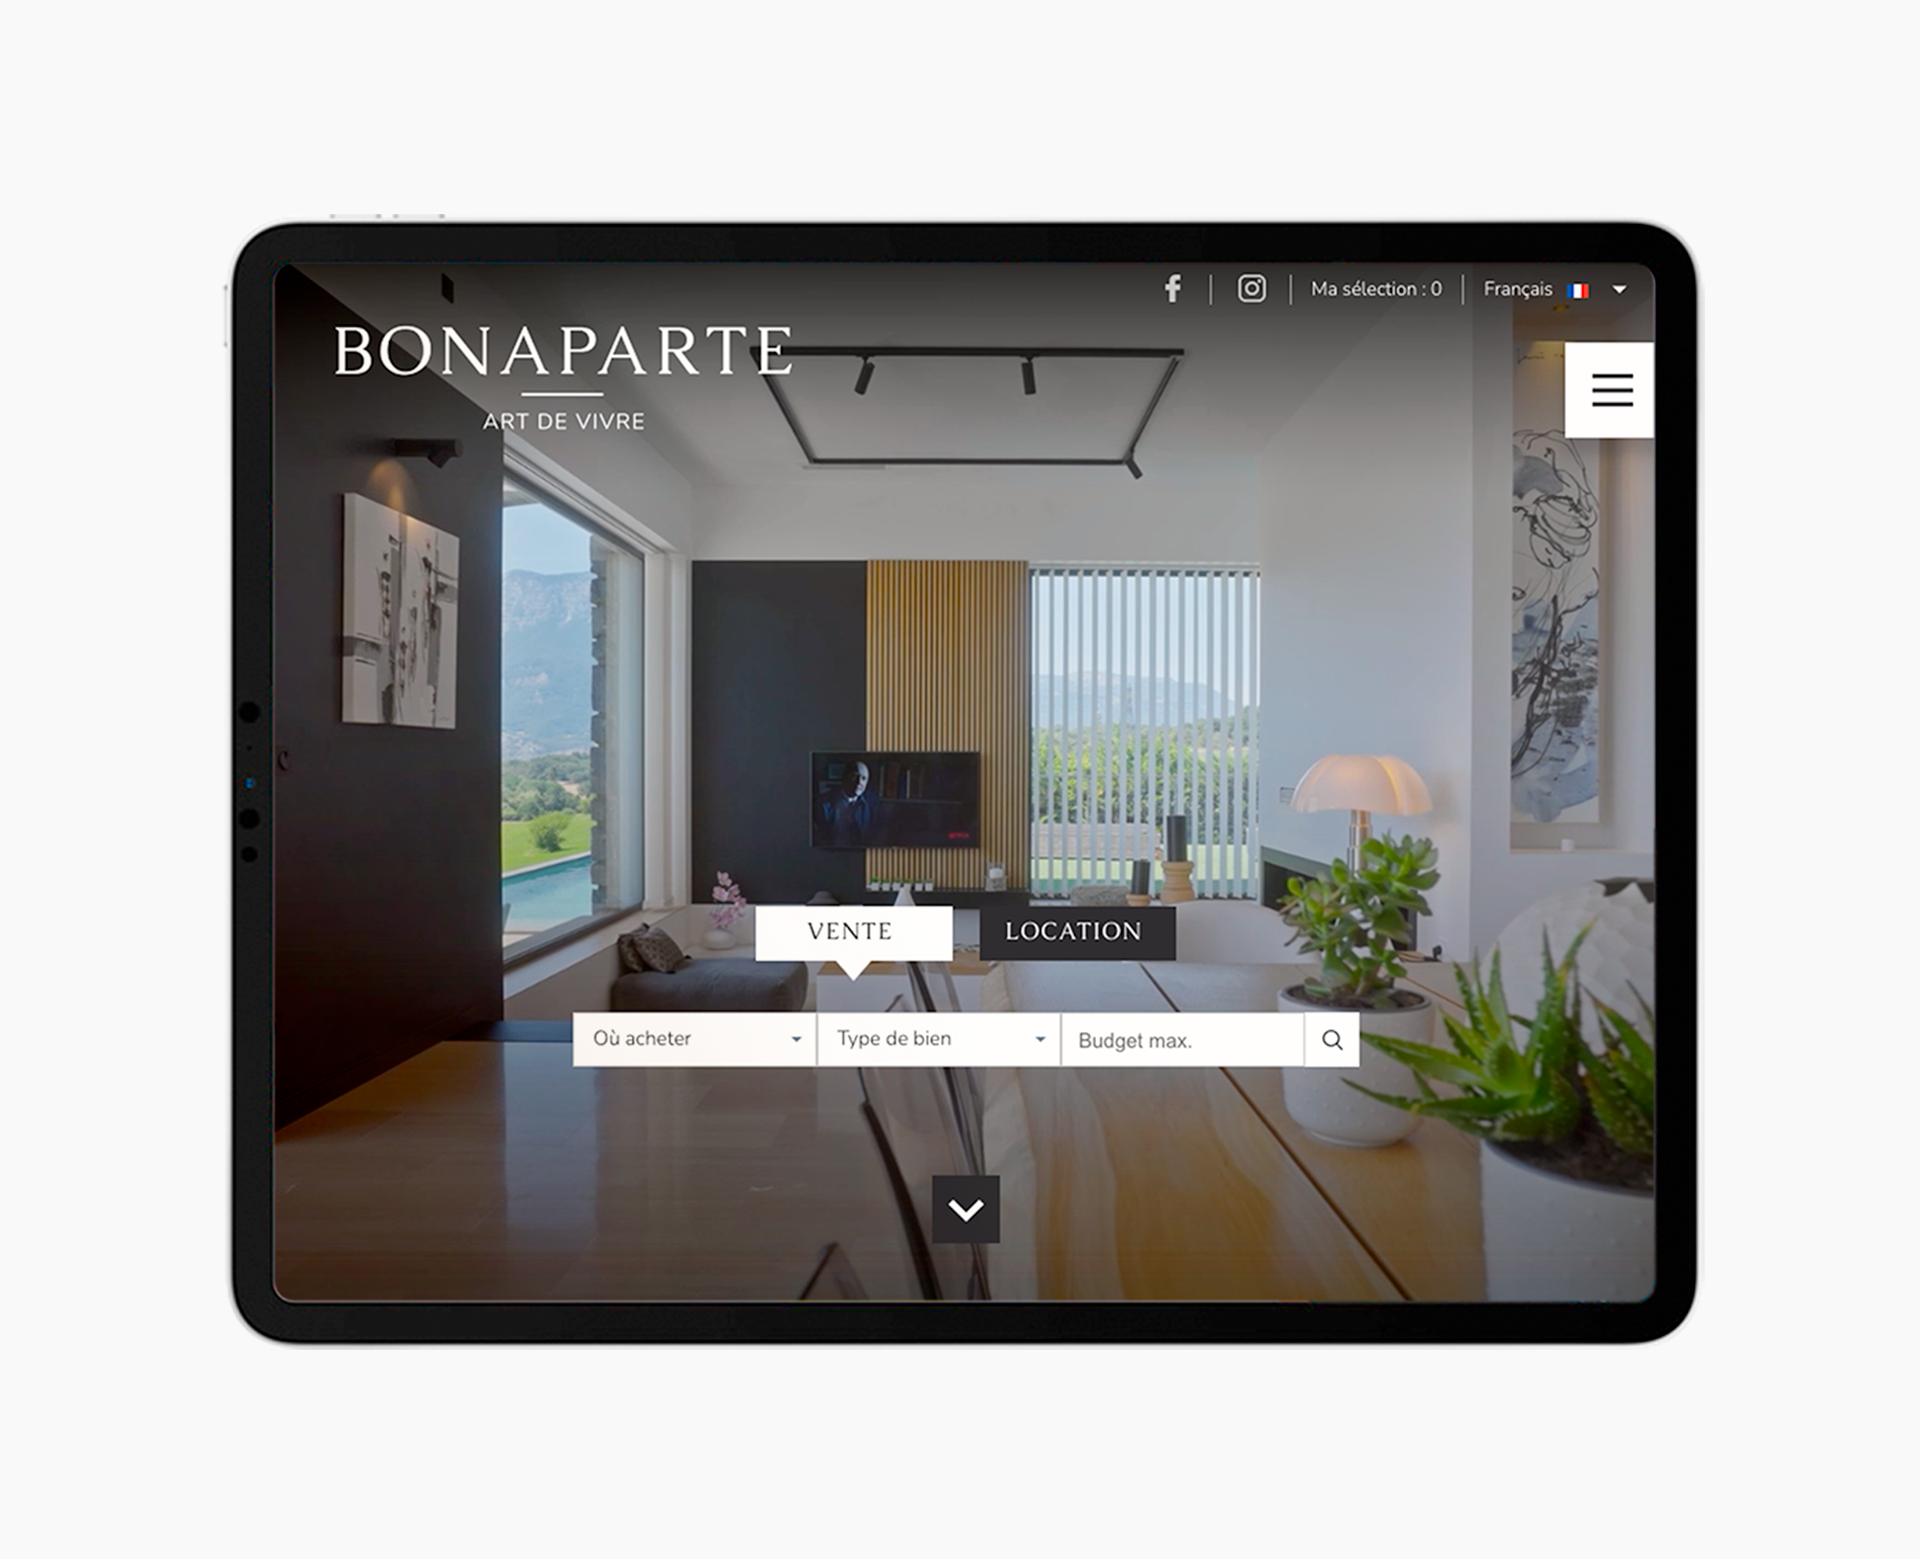 Ma sélection : 0
Français
BONAPARTE
ART DE VIVRE
VENTE
LOCATION
Où acheter
Type de bien
Budget max.